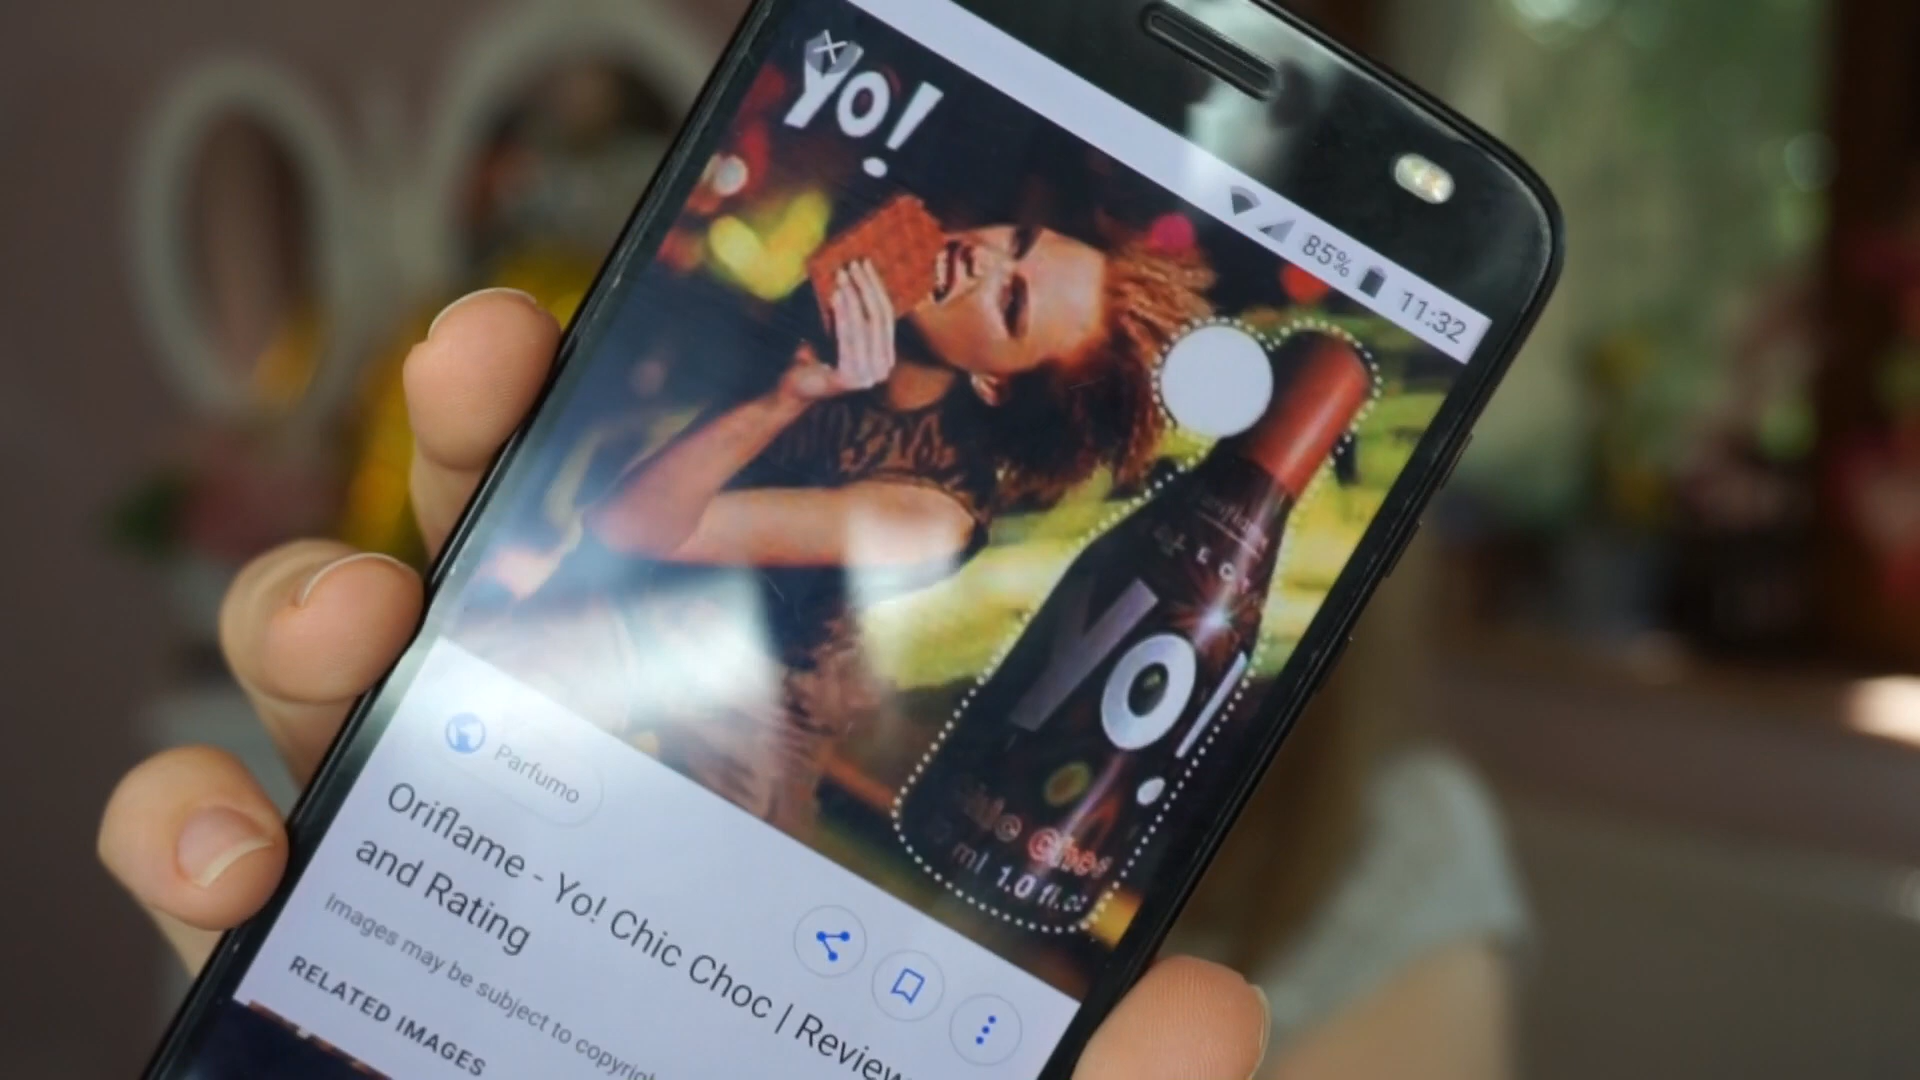 85% 11:32
Yo!
YO!
1.0 fl.oz
Parfumo
Oriflame - Yo! Chic Choc | Review
and Rating
Images may be subject to
RELATED IMAGES